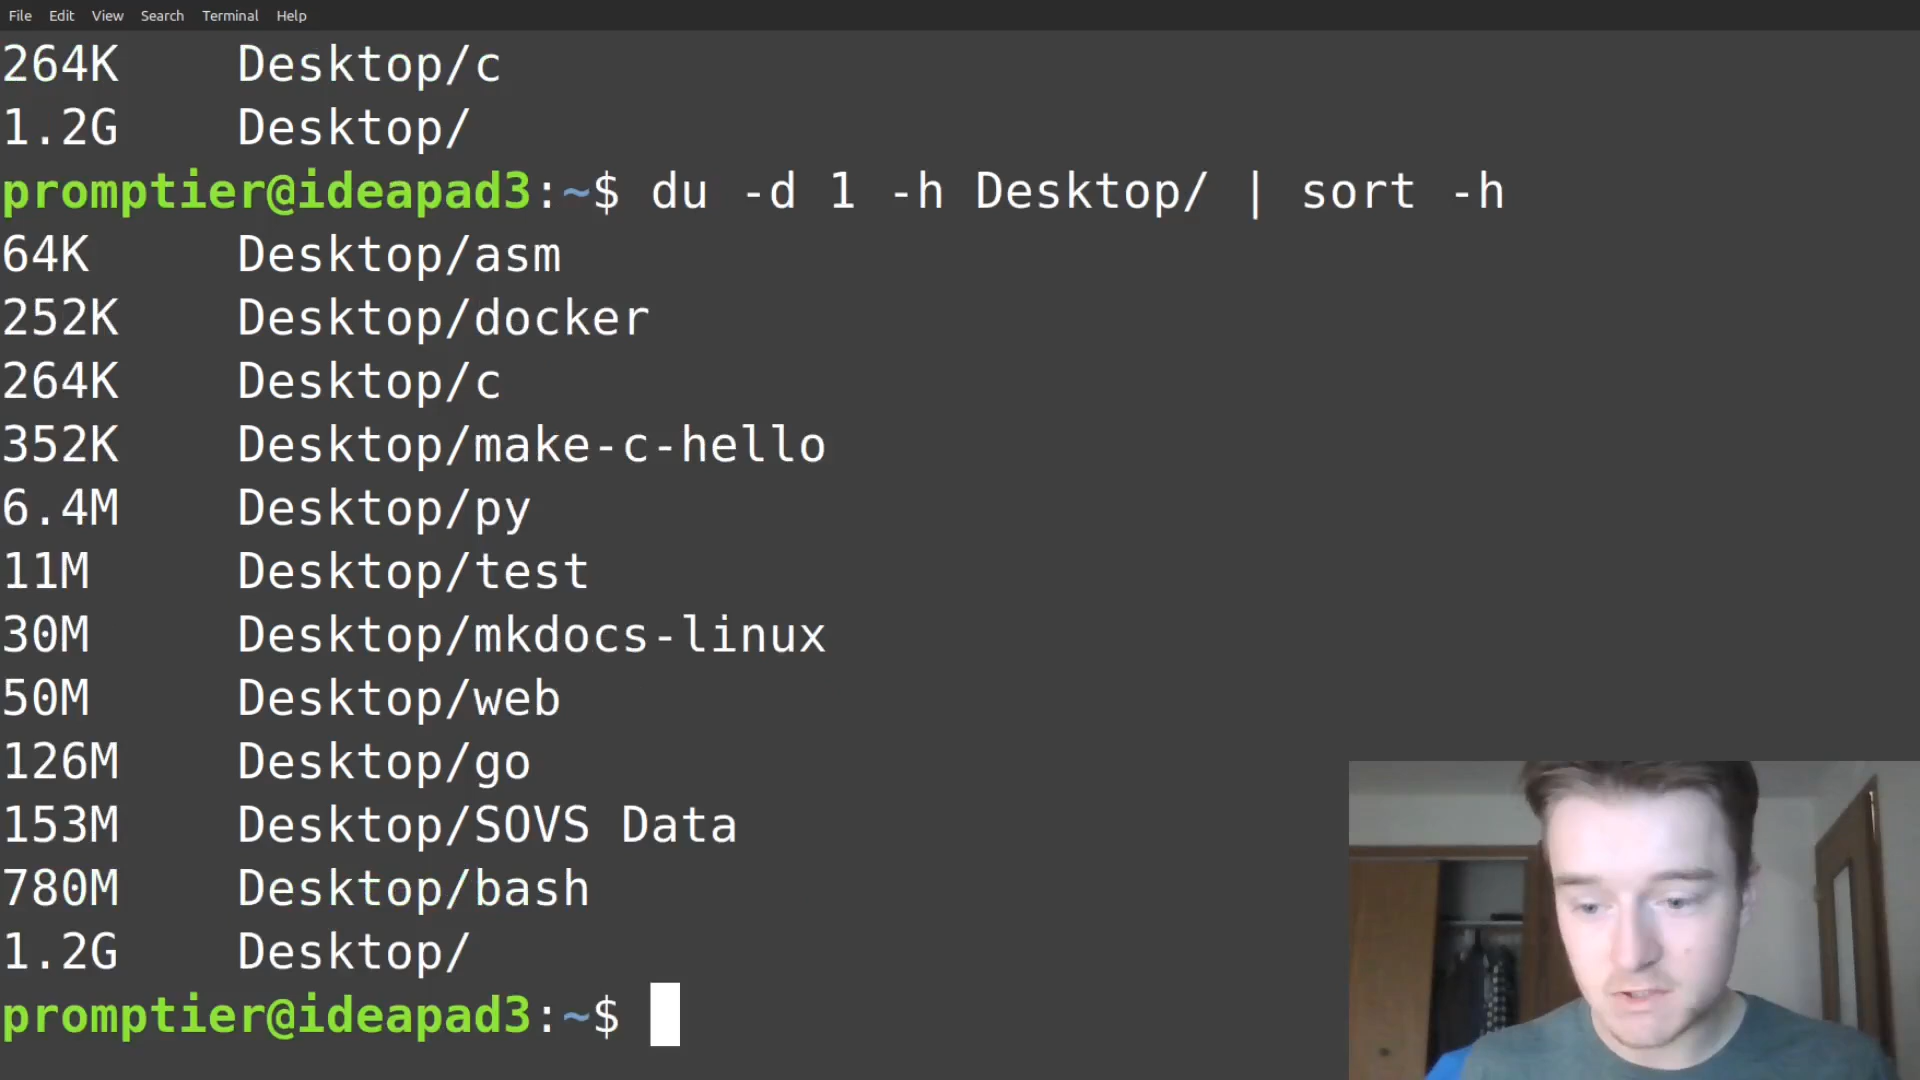 File Edit View Search Terminal Help
264K Desktop/c
1.2G Desktop/
promptier@ideapad3:~$ du -d 1 -h Desktop/ | sort -h
64K Desktop/asm
252K Desktop/docker
264K Desktop/c
352K Desktop/make-c-hello
6.4M Desktop/py
11M Desktop/test
30M Desktop/mkdocs-linux
50M Desktop/web
126M Desktop/go
153M Desktop/SOVS Data
780M Desktop/bash
1.2G Desktop/
promptier@ideapad3:~$